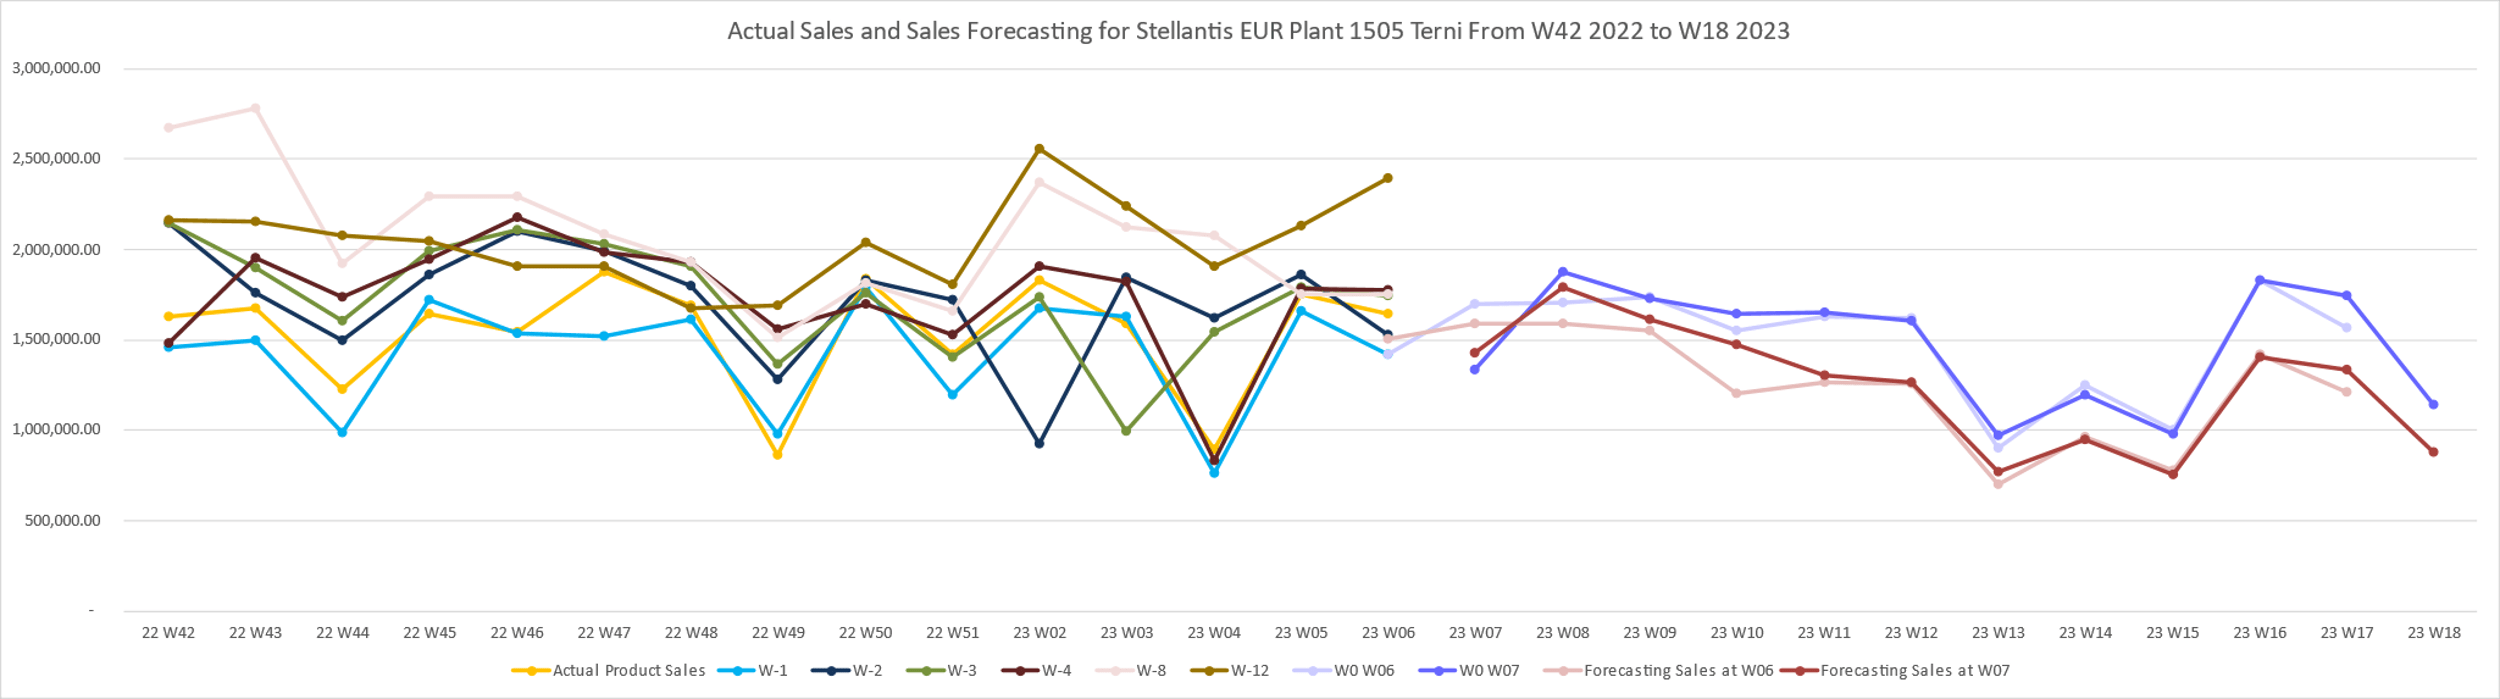 Actual Sales and Sales Forecasting for Stellantis EUR Plant 1505 Terni From W42 2022 to W18 2023
3,000,000.00
2,500,000.00
2,000,000.00
1,500,000.00
1,000,000.00
500,000.00
-
22 W42 22 W43 22 W44 22 W45 22 W46 22 W47 22 W48 22 W49 22 W50 22 W51 23 W02 23 W03 23 W04 23 W05 23 W06 23 W07 23 W08 23 W09 23 W10 23 W11 23 W12 23 W13 23 W14 23 W15 23 W16 23 W17 23 W18
Actual Product Sales W-1 W-2 W-3 W-4 W-8 W-12 W0 W06 W0 W07 Forecasting Sales at W06 Forecasting Sales at W07